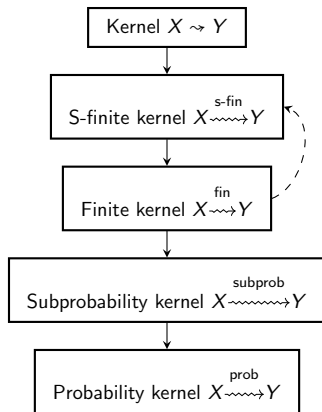 Kernel X ⇝ Y
s-fin
S-finite kernel X ⇝ Y
fin
Finite kernel X ⇝ Y
subprob
Subprobability kernel X ⇝ Y
prob
Probability kernel X ⇝ Y